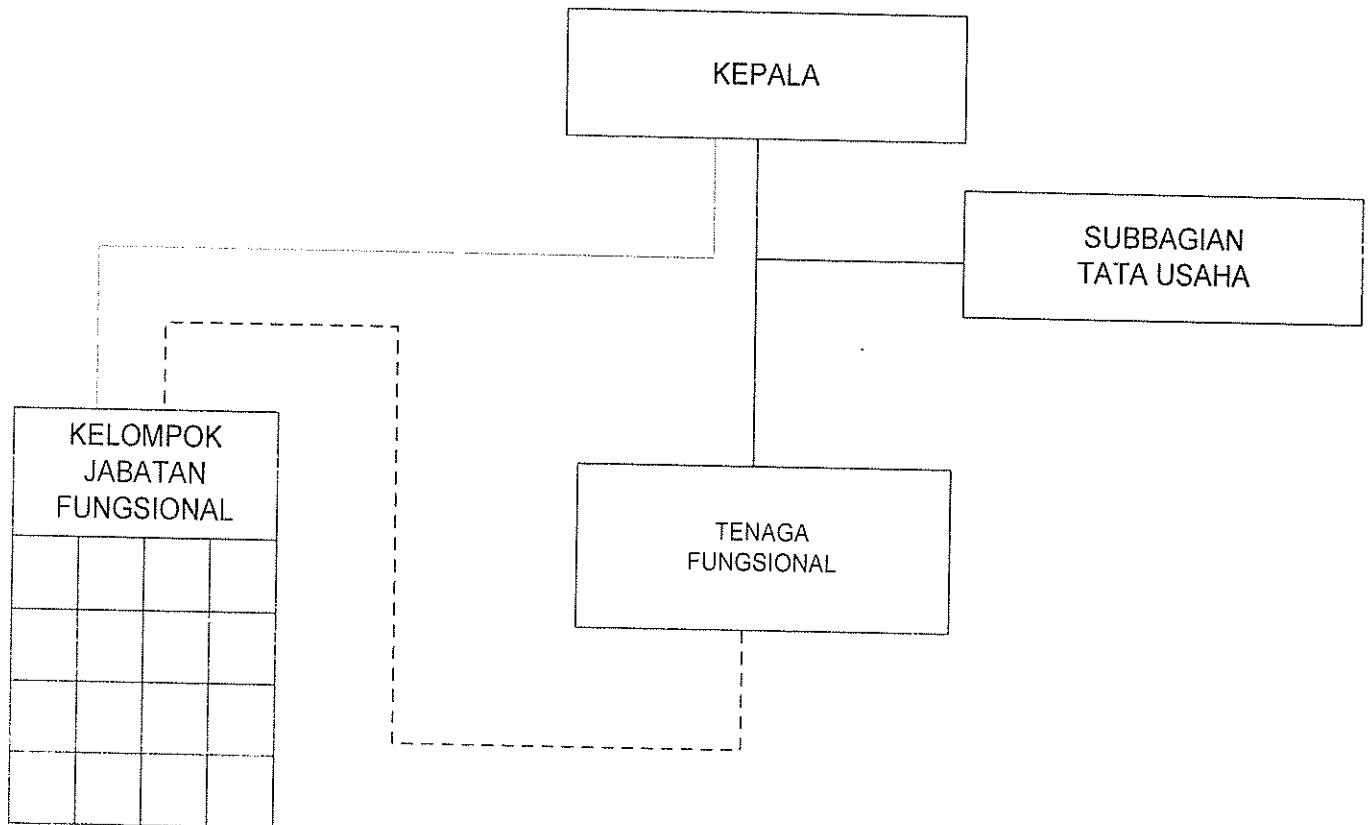 KEPALA
SUBBAGIAN
TATA USAHA
KELOMPOK
JABATAN
FUNGSIONAL
TENAGA
FUNGSIONAL